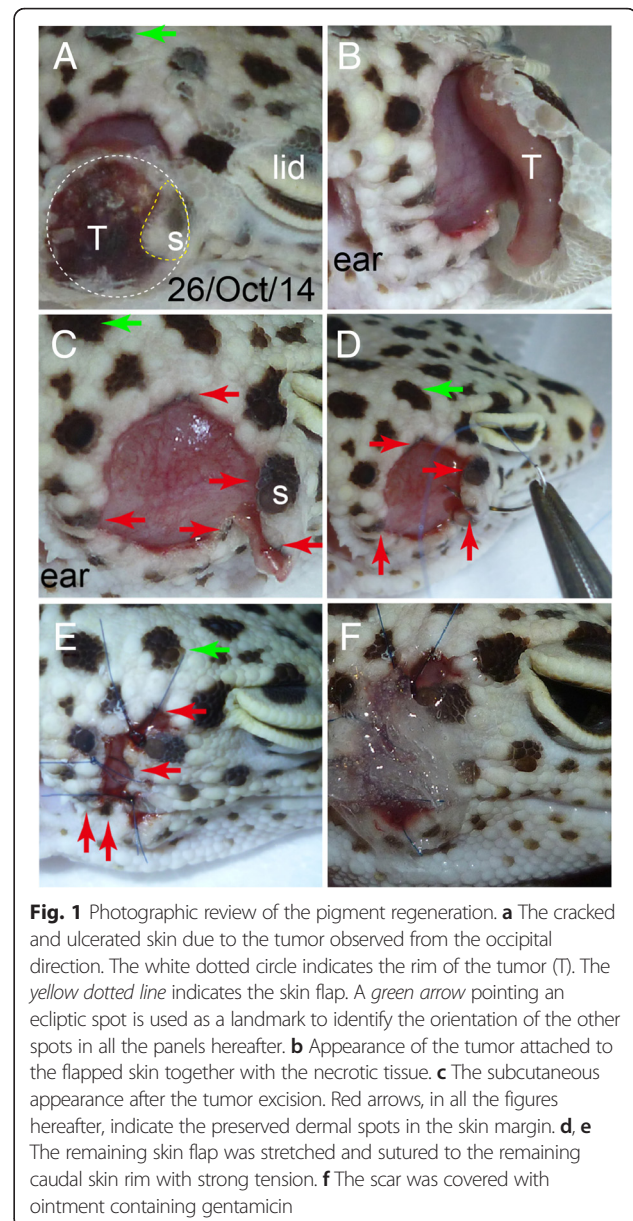 A
lid
T
s
26/Oct/14
B
T
ear
C
s
ear
D
E
F
Fig. 1 Photographic review of the pigment regeneration. a The cracked
and ulcerated skin due to the tumor observed from the occipital
direction. The white dotted circle indicates the rim of the tumor (T). The
yellow dotted line indicates the skin flap. A green arrow pointing an
ecliptic spot is used as a landmark to identify the orientation of the other
spots in all the panels hereafter. b Appearance of the tumor attached to
the flapped skin together with the necrotic tissue. c The subcutaneous
appearance after the tumor excision. Red arrows, in all the figures
hereafter, indicate the preserved dermal spots in the skin margin. d, e
The remaining skin flap was stretched and sutured to the remaining
caudal skin rim with strong tension. f The scar was covered with
ointment containing gentamicin